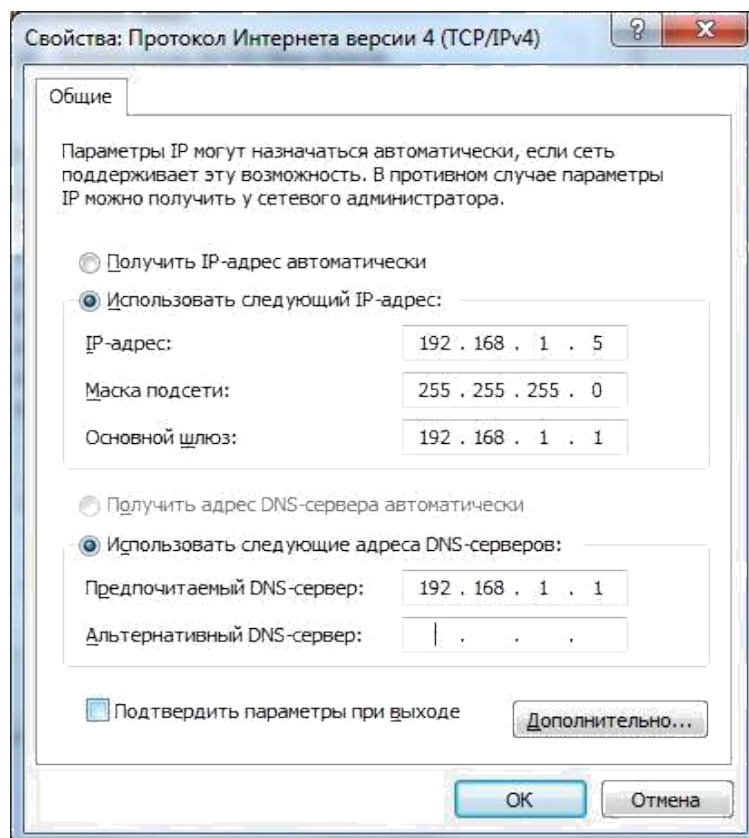 Свойства: Протокол Интернета версии 4 (TCP/IPv4)
Общие
Параметры IP могут назначаться автоматически, если сеть
поддерживает эту возможность. В противном случае параметры
IP можно получить у сетевого администратора.
Получить IP-адрес автоматически
Использовать следующий IP-адрес:
IP-адрес: 192 . 168 . 1 . 5
Маска подсети: 255 . 255 . 255 . 0
Основной шлюз: 192 . 168 . 1 . 1
Получить адрес DNS-сервера автоматически
Использовать следующие адреса DNS-серверов:
Предпочитаемый DNS-сервер: 192 . 168 . 1 . 1
Альтернативный DNS-сервер: . . .
Подтвердить параметры при выходе
Дополнительно...
ОК Отмена